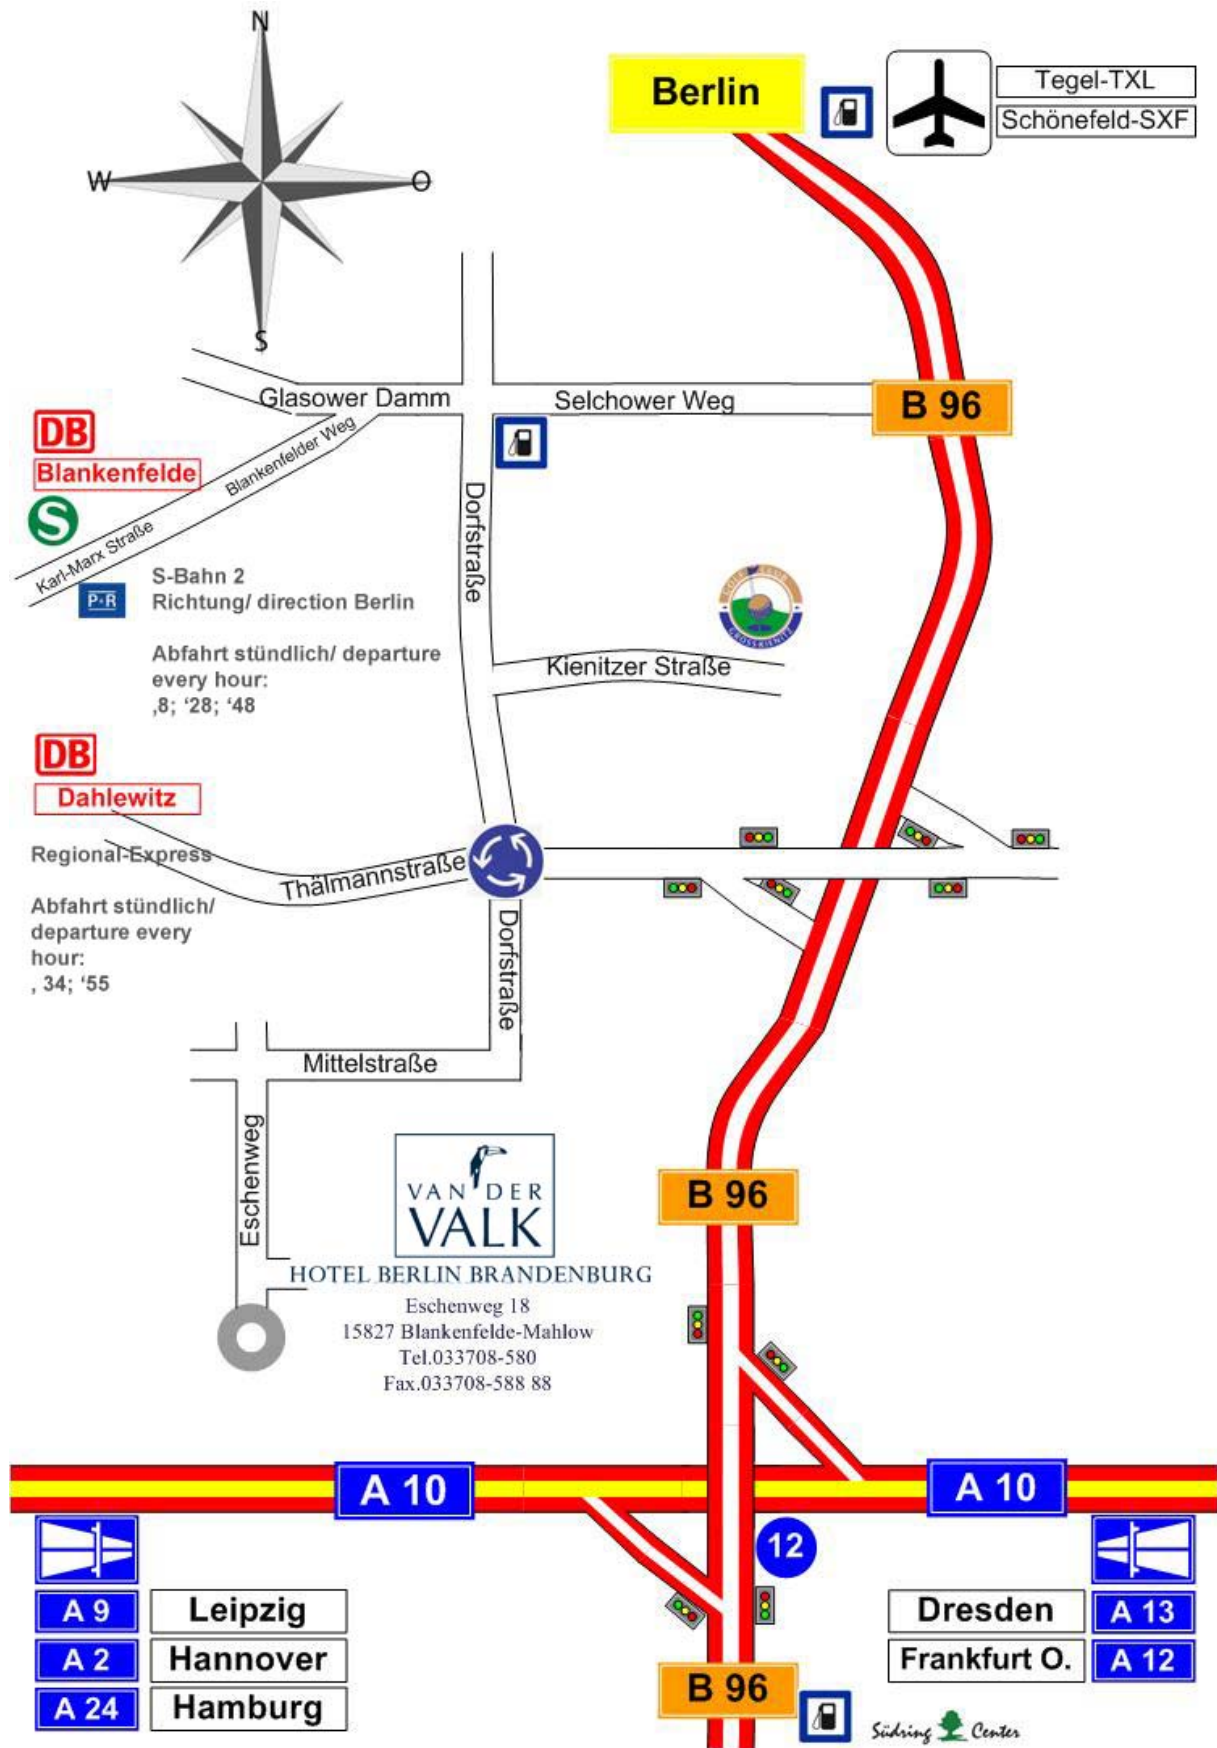 N
W
O
S
Berlin
Tegel-TXL
Schönefeld-SXF
Glasower Damm
Selchower Weg
B 96
DB
Blankenfelde
S
Blankenfelder Weg
Karl-Marx Straße
P+R
S-Bahn 2
Richtung/ direction Berlin
Abfahrt stündlich/ departure
every hour:
,8; ‘28; ‘48
Dorfstraße
GOLF CLUB
GROSSKIENITZ
Kienitzer Straße
DB
Dahlewitz
Regional-Express
Abfahrt stündlich/
departure every
hour:
, 34; ‘55
Thälmannstraße
Dorfstraße
Mittelstraße
Eschenweg
VAN DER
VALK
HOTEL BERLIN BRANDENBURG
Eschenweg 18
15827 Blankenfelde-Mahlow
Tel.033708-580
Fax.033708-588 88
B 96
A 10
A 10
12
A 9 Leipzig
A 2 Hannover
A 24 Hamburg
Dresden A 13
Frankfurt O. A 12
B 96
Südring Center